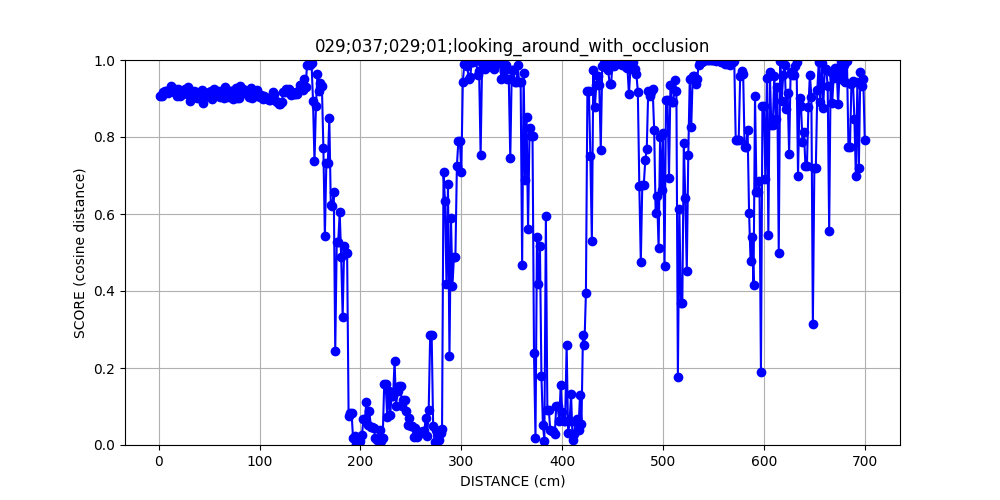 029;037;029;01;looking_around_with_occlusion
1.0
0.8
0.6
0.4
0.2
0.0
SCORE (cosine distance)
0 100 200 300 400 500 600 700
DISTANCE (cm)